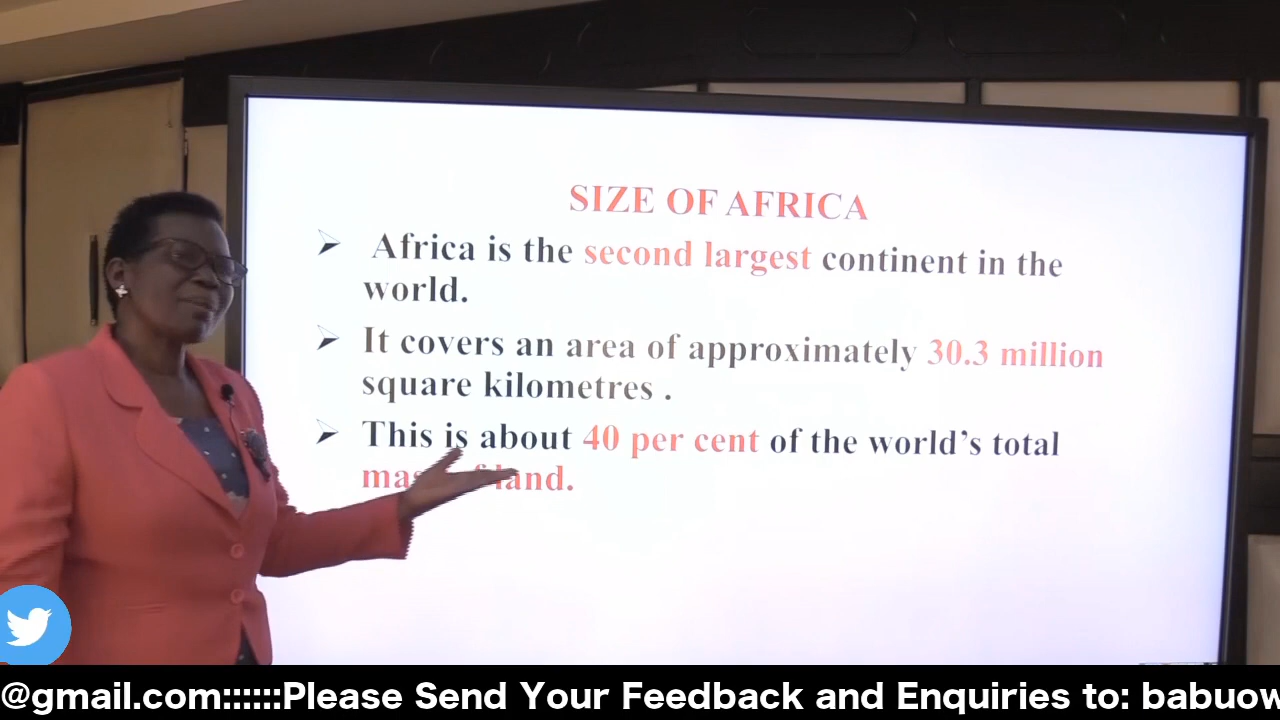 SIZE OF AFRICA
Africa is the second largest continent in the
world.
It covers an area of approximately 30.3 million
square kilometres .
This is about 40 per cent of the world’s total
land.
@gmail.com::::::Please Send Your Feedback and Enquiries to: babuow